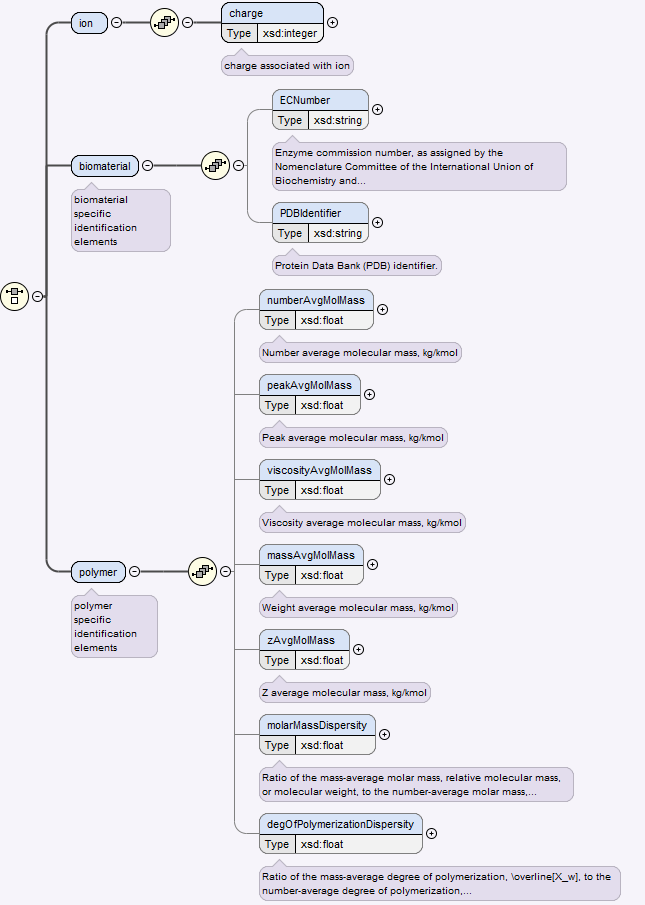 ion
charge
Type xsd:integer
charge associated with ion
biomaterial
biomaterial
specific
identification
elements
ECNumber
Type xsd:string
Enzyme commission number, as assigned by the
Nomenclature Committee of the International Union of
Biochemistry and...
PDBIdentifier
Type xsd:string
Protein Data Bank (PDB) identifier.
polymer
polymer
specific
identification
elements
numberAvgMolMass
Type xsd:float
Number average molecular mass, kg/kmol
peakAvgMolMass
Type xsd:float
Peak average molecular mass, kg/kmol
viscosityAvgMolMass
Type xsd:float
Viscosity average molecular mass, kg/kmol
massAvgMolMass
Type xsd:float
Weight average molecular mass, kg/kmol
zAvgMolMass
Type xsd:float
Z average molecular mass, kg/kmol
molarMassDispersity
Type xsd:float
Ratio of the mass-average molar mass, relative molecular mass,
or molecular weight, to the number-average molar mass,...
degOfPolymerizationDispersity
Type xsd:float
Ratio of the mass-average degree of polymerization, \overline[X_w], to the
number-average degree of polymerization,...